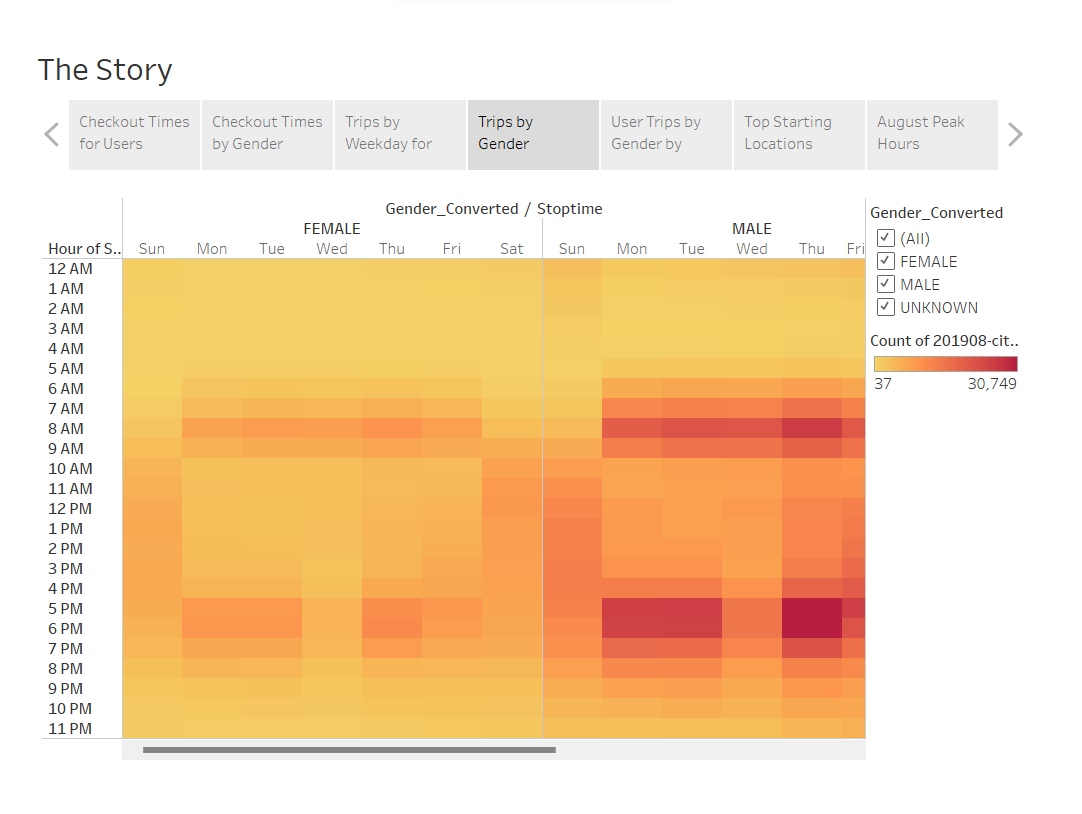 The Story
Checkout Times
for Users
Checkout Times
by Gender
Trips by
Weekday for
Trips by
Gender
User Trips by
Gender by
Top Starting
Locations
August Peak
Hours
Gender_Converted / Stoptime
FEMALE MALE
Hour of S.. Sun Mon Tue Wed Thu Fri Sat Sun Mon Tue Wed Thu Fri
12 AM
1 AM
2 AM
3 AM
4 AM
5 AM
6 AM
7 AM
8 AM
9 AM
10 AM
11 AM
12 PM
1 PM
2 PM
3 PM
4 PM
5 PM
6 PM
7 PM
8 PM
9 PM
10 PM
11 PM
Gender_Converted
(All)
FEMALE
MALE
UNKNOWN
Count of 201908-cit..
37 30,749